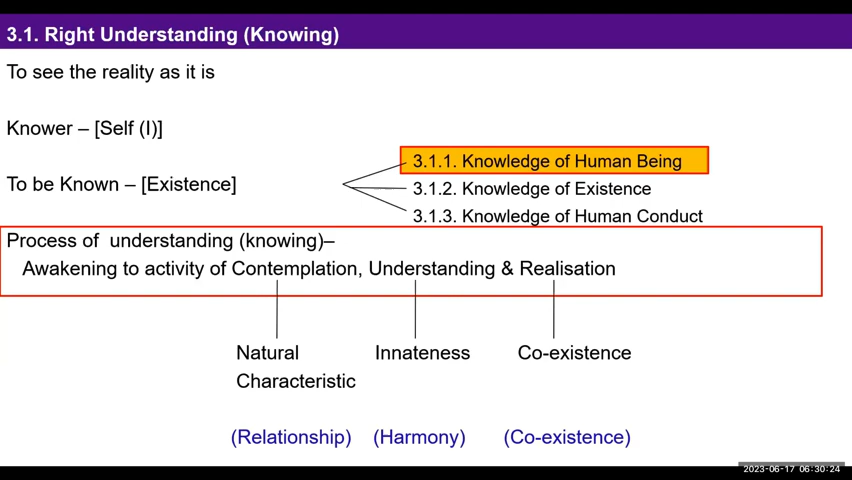 3.1. Right Understanding (Knowing)
To see the reality as it is
Knower – [Self (I)]
3.1.1. Knowledge of Human Being
To be Known – [Existence]
3.1.2. Knowledge of Existence
3.1.3. Knowledge of Human Conduct
Process of understanding (knowing)–
Awakening to activity of Contemplation, Understanding & Realisation
Natural Characteristic
Innateness
Co-existence
(Relationship) (Harmony) (Co-existence)
2023-06-17 06:30:24